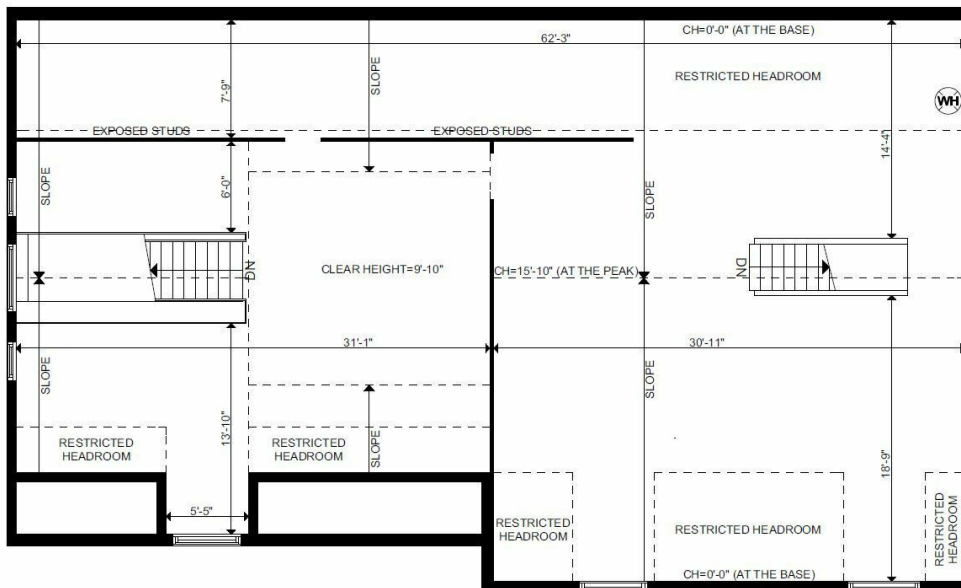 CH=0'-0" (AT THE BASE)
62'-3"
RESTRICTED HEADROOM
SLOPE
7'-9"
WH
EXPOSED STUDS
EXPOSED STUDS
14'-4"
SLOPE
6'-0"
SLOPE
DN
CLEAR HEIGHT=9'-10"
CH=15'-10" (AT THE PEAK)
DN
31'-1"
30'-11"
SLOPE
SLOPE
13'-10"
RESTRICTED
HEADROOM
RESTRICTED
HEADROOM
SLOPE
18'-9"
5'-5"
RESTRICTED
HEADROOM
RESTRICTED HEADROOM
RESTRICTED
HEADROOM
CH=0'-0" (AT THE BASE)